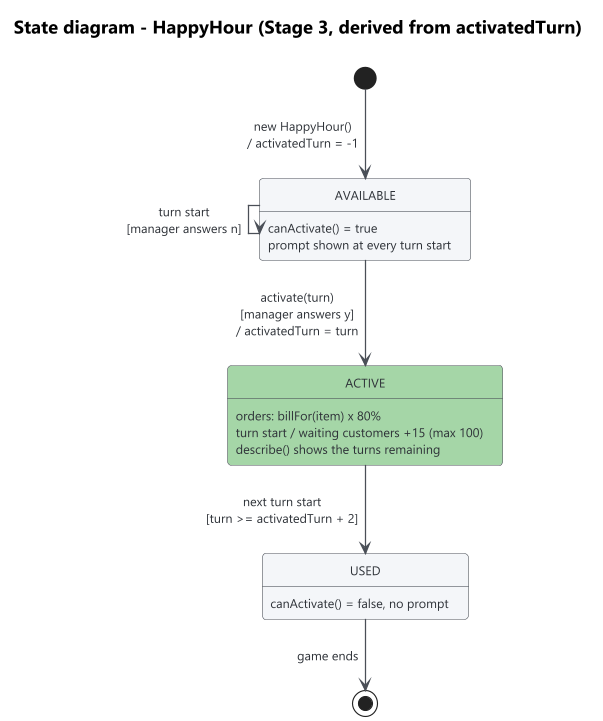 State diagram - HappyHour (Stage 3, derived from activatedTurn)
new HappyHour()
/ activatedTurn = -1
AVAILABLE
turn start
[manager answers n]
canActivate() = true
prompt shown at every turn start
activate(turn)
[manager answers y]
/ activatedTurn = turn
ACTIVE
orders: billFor(item) x 80%
turn start / waiting customers +15 (max 100)
describe() shows the turns remaining
next turn start
[turn >= activatedTurn + 2]
USED
canActivate() = false, no prompt
game ends